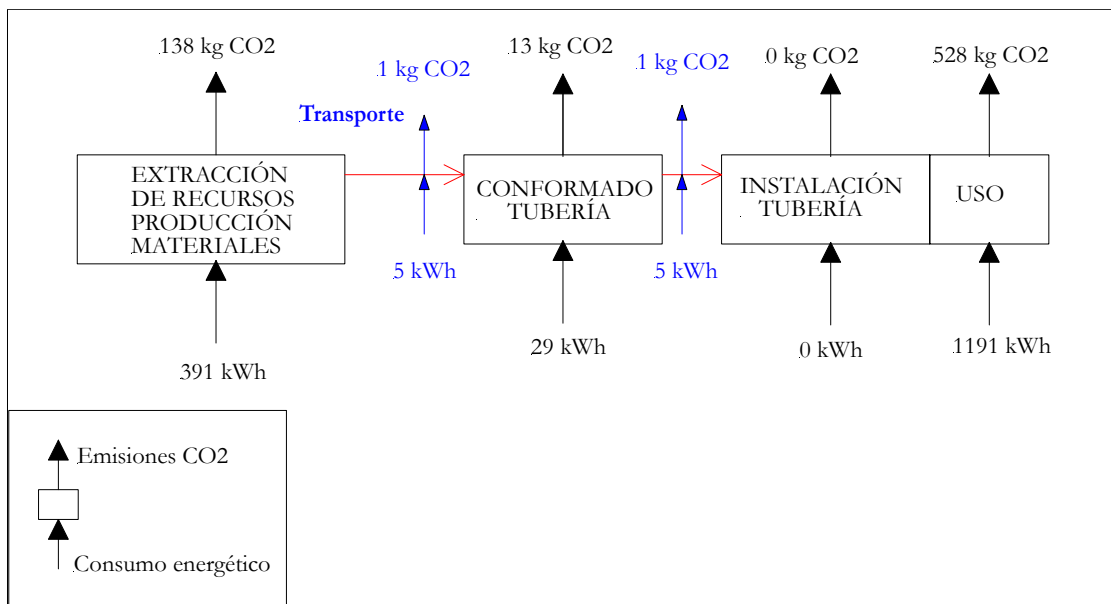 138 kg CO2
1 kg CO2
13 kg CO2
1 kg CO2
0 kg CO2
528 kg CO2
Transporte
EXTRACCIÓN
DE RECURSOS
PRODUCCIÓN
MATERIALES
CONFORMADO
TUBERÍA
INSTALACIÓN
TUBERÍA
USO
5 kWh
5 kWh
391 kWh
29 kWh
0 kWh
1191 kWh
Emisiones CO2
Consumo energético